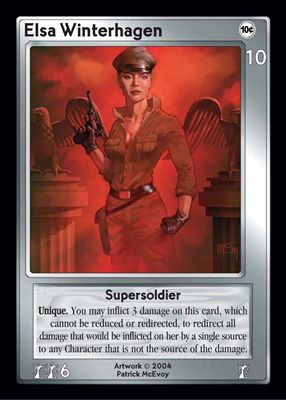 Elsa Winterhagen
10¢
10
Supersoldier
Unique. You may inflict 3 damage on this card, which
cannot be reduced or redirected, to redirect all
damage that would be inflicted on her by a single source
to any Character that is not the source of the damage.
6
Artwork © 2004
Patrick McEvoy